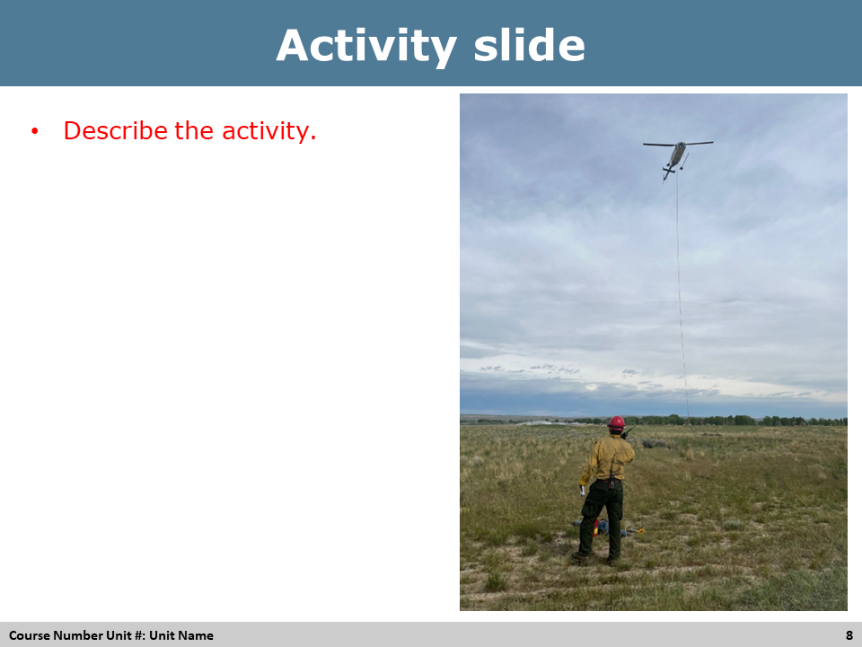 Activity slide
• Describe the activity.
Course Number Unit #: Unit Name
8